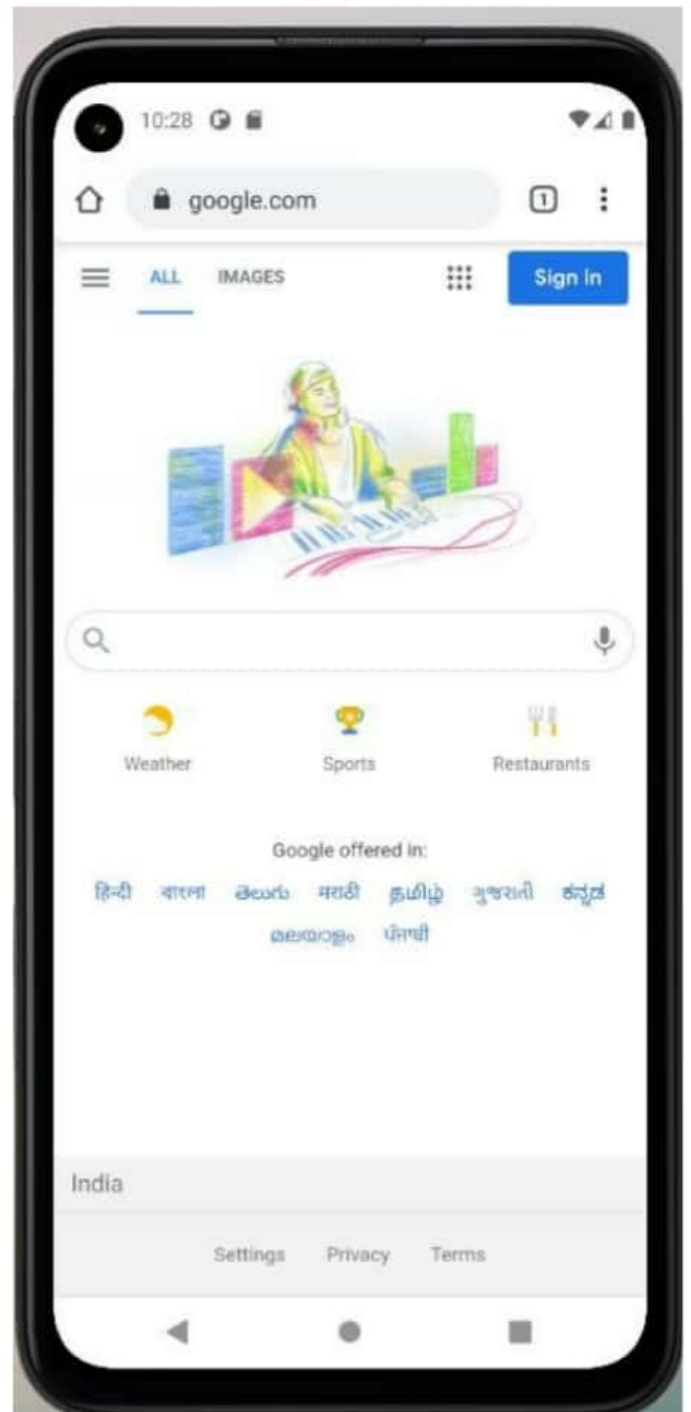 10:28
google.com 1
ALL IMAGES Sign in
Weather Sports Restaurants
Google offered in:
हिन्दी বাংলা తెలుగు मराठी தமிழ் ગુજરાતી ಕನ್ನಡ
മലയാളം ਪੰਜਾਬੀ
India
Settings Privacy Terms